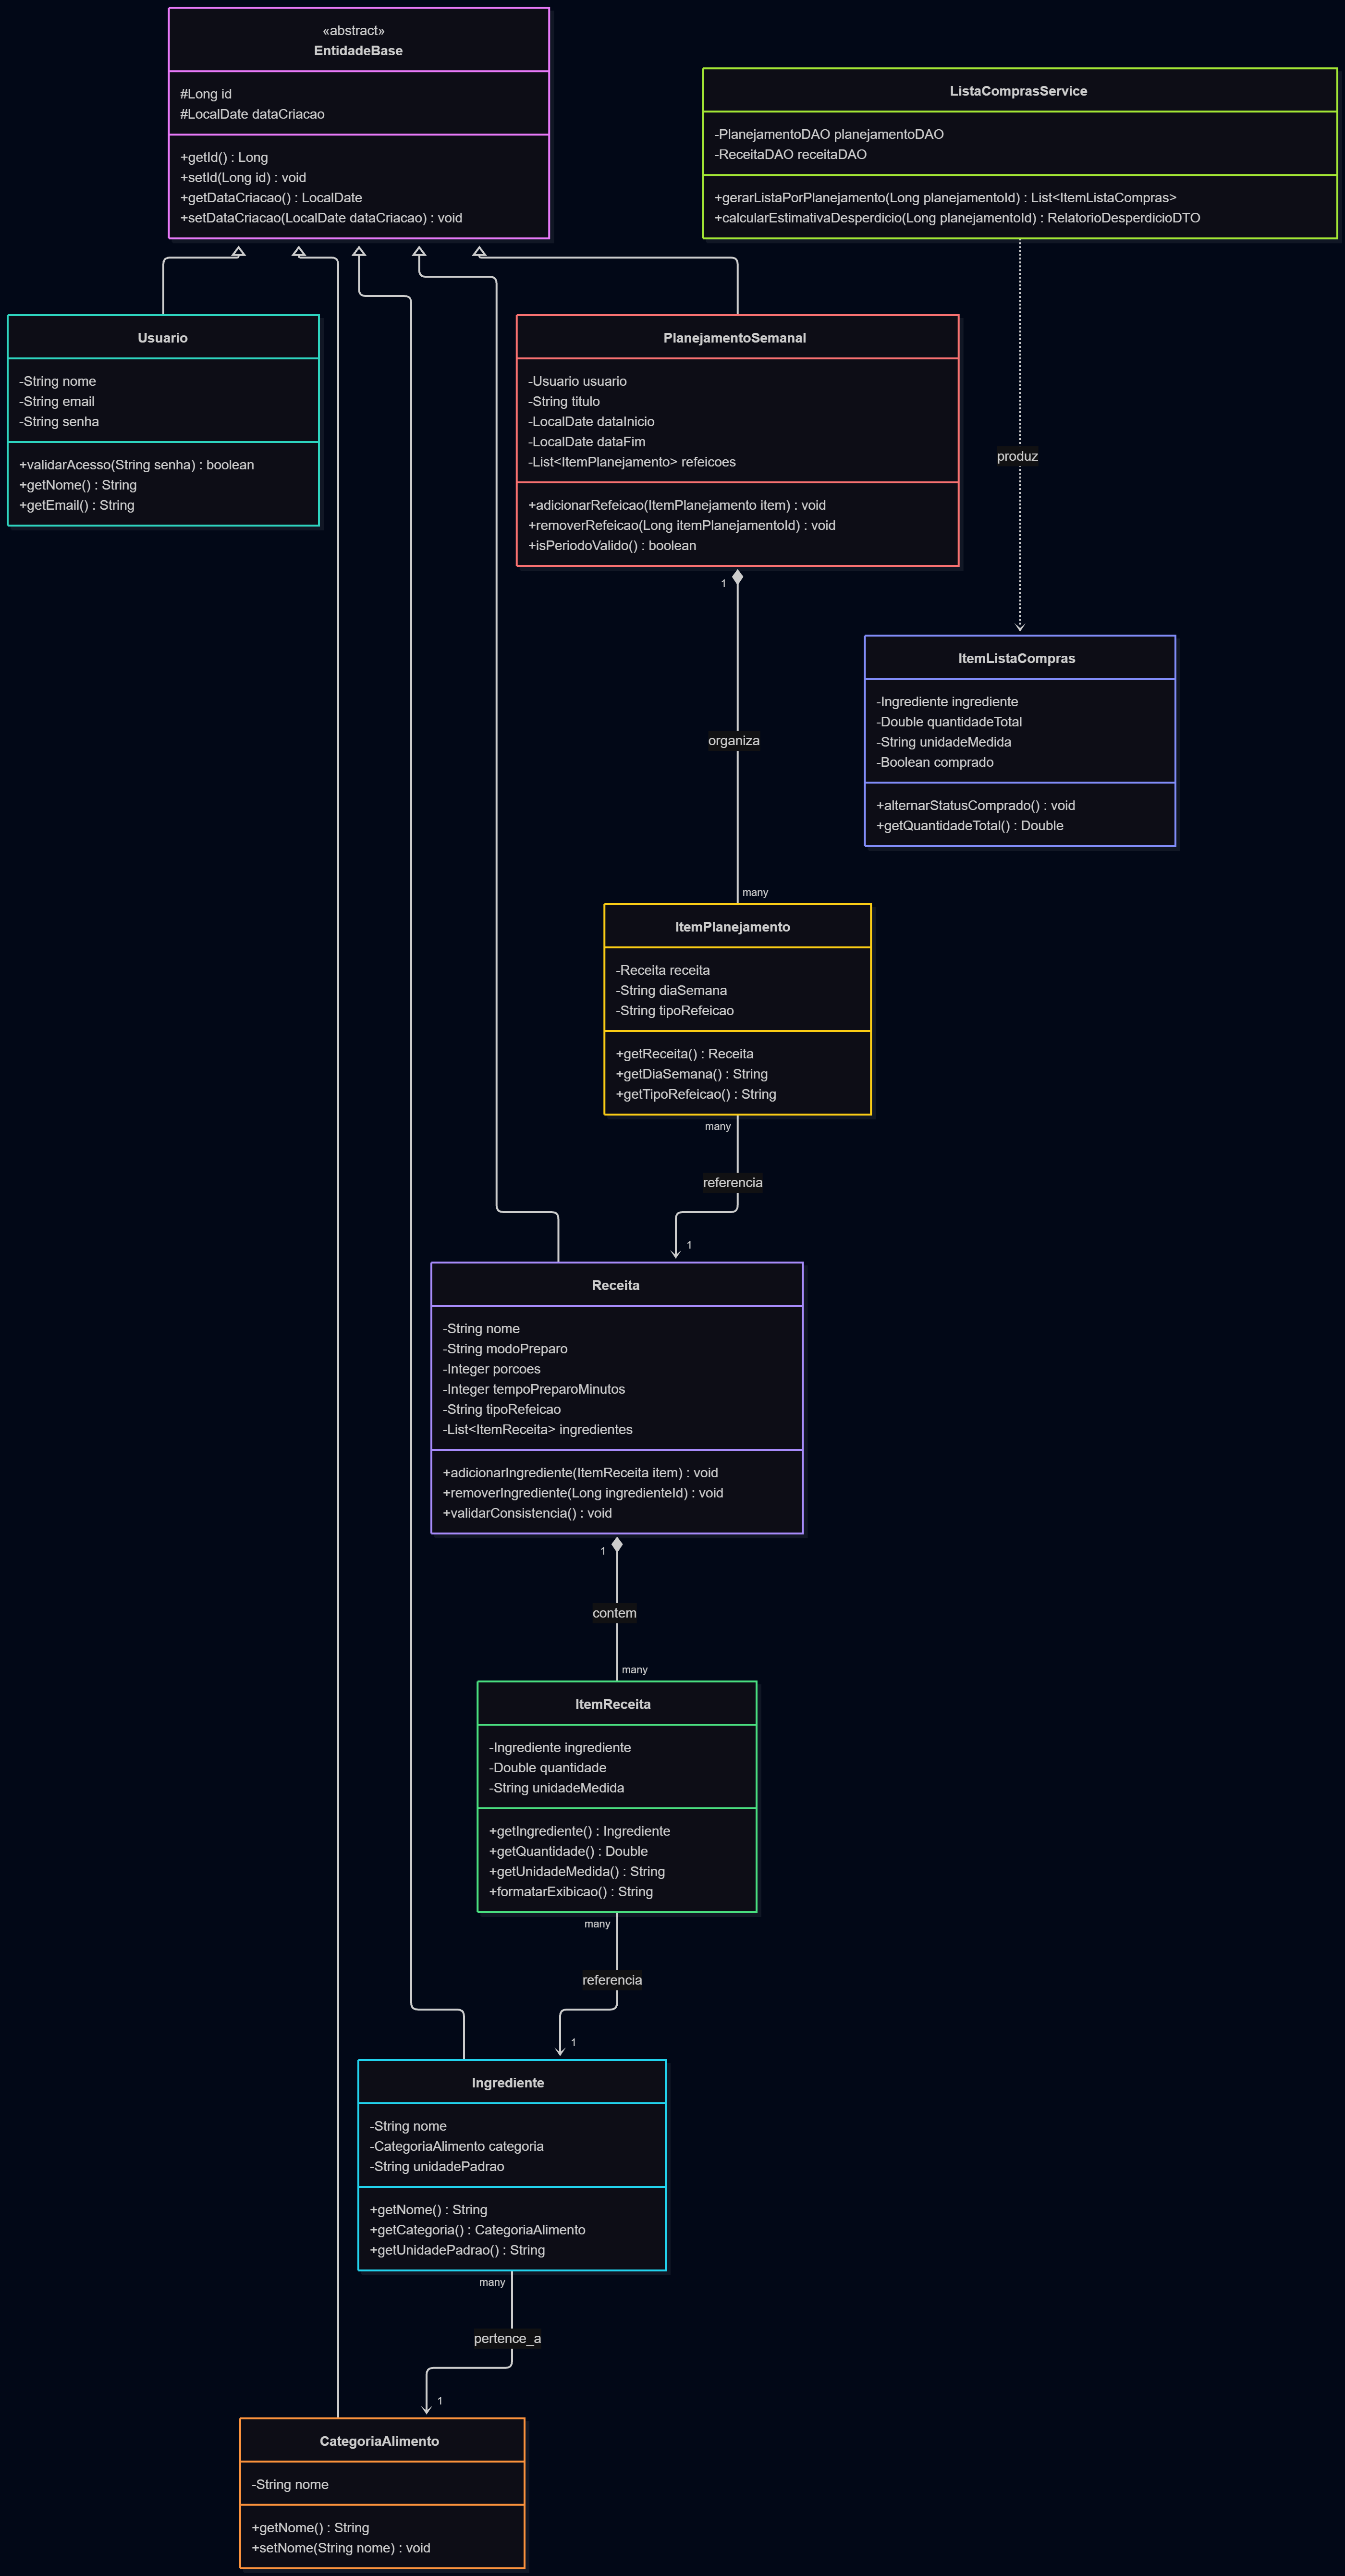 «abstract»
EntidadeBase
#Long id
#LocalDate dataCriacao
+getId() : Long
+setId(Long id) : void
+getDataCriacao() : LocalDate
+setDataCriacao(LocalDate dataCriacao) : void
ListaComprasService
-PlanejamentoDAO planejamentoDAO
-ReceitaDAO receitaDAO
+gerarListaPorPlanejamento(Long planejamentoId) : List<ItemListaCompras>
+calcularEstimativaDesperdicio(Long planejamentoId) : RelatorioDesperdicioDTO
Usuario
-String nome
-String email
-String senha
+validarAcesso(String senha) : boolean
+getNome() : String
+getEmail() : String
PlanejamentoSemanal
-Usuario usuario
-String titulo
-LocalDate dataInicio
-LocalDate dataFim
-List<ItemPlanejamento> refeicoes
+adicionarRefeicao(ItemPlanejamento item) : void
+removerRefeicao(Long itemPlanejamentoId) : void
+isPeriodoValido() : boolean
produz
1
ItemListaCompras
-Ingrediente ingrediente
-Double quantidadeTotal
-String unidadeMedida
-Boolean comprado
+alternarStatusComprado() : void
+getQuantidadeTotal() : Double
organiza
many
ItemPlanejamento
-Receita receita
-String diaSemana
-String tipoRefeicao
+getReceita() : Receita
+getDiaSemana() : String
+getTipoRefeicao() : String
many
referencia
1
Receita
-String nome
-String modoPreparo
-Integer porcoes
-Integer tempoPreparoMinutos
-String tipoRefeicao
-List<ItemReceita> ingredientes
+adicionarIngrediente(ItemReceita item) : void
+removerIngrediente(Long ingredienteId) : void
+validarConsistencia() : void
1
contem
many
ItemReceita
-Ingrediente ingrediente
-Double quantidade
-String unidadeMedida
+getIngrediente() : Ingrediente
+getQuantidade() : Double
+getUnidadeMedida() : String
+formatarExibicao() : String
many
referencia
1
Ingrediente
-String nome
-CategoriaAlimento categoria
-String unidadePadrao
+getNome() : String
+getCategoria() : CategoriaAlimento
+getUnidadePadrao() : String
many
pertence_a
1
CategoriaAlimento
-String nome
+getNome() : String
+setNome(String nome) : void